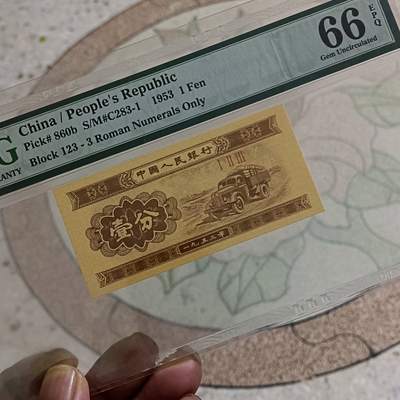 G
RANTY
China / People's Republic
Pick# 860b S/M#C283-1 1953 1 Fen
Block 123 - 3 Roman Numerals Only
66 EPQ
Gem Uncirculated
中國人民銀行
壹分
一九五三年